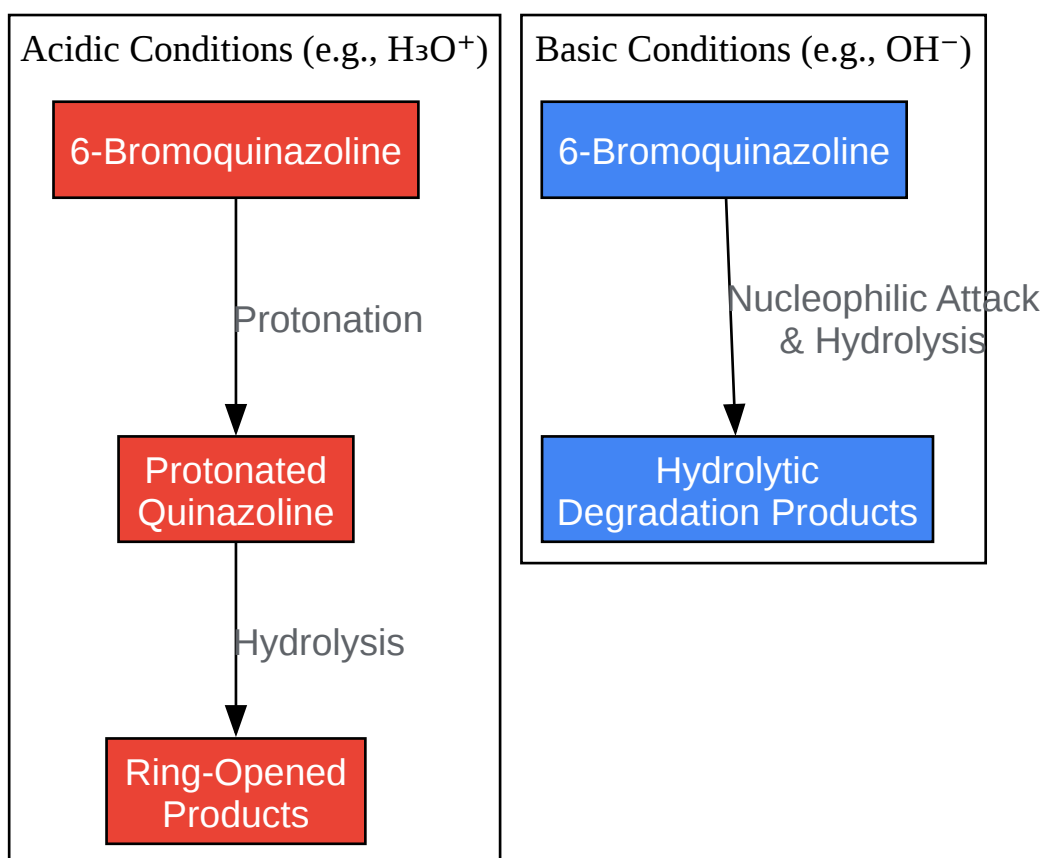 Acidic Conditions (e.g., H₃O⁺)
6-Bromoquinazoline
Protonation
Protonated
Quinazoline
Hydrolysis
Ring-Opened
Products
Basic Conditions (e.g., OH⁻)
6-Bromoquinazoline
Nucleophilic Attack
& Hydrolysis
Hydrolytic
Degradation Products